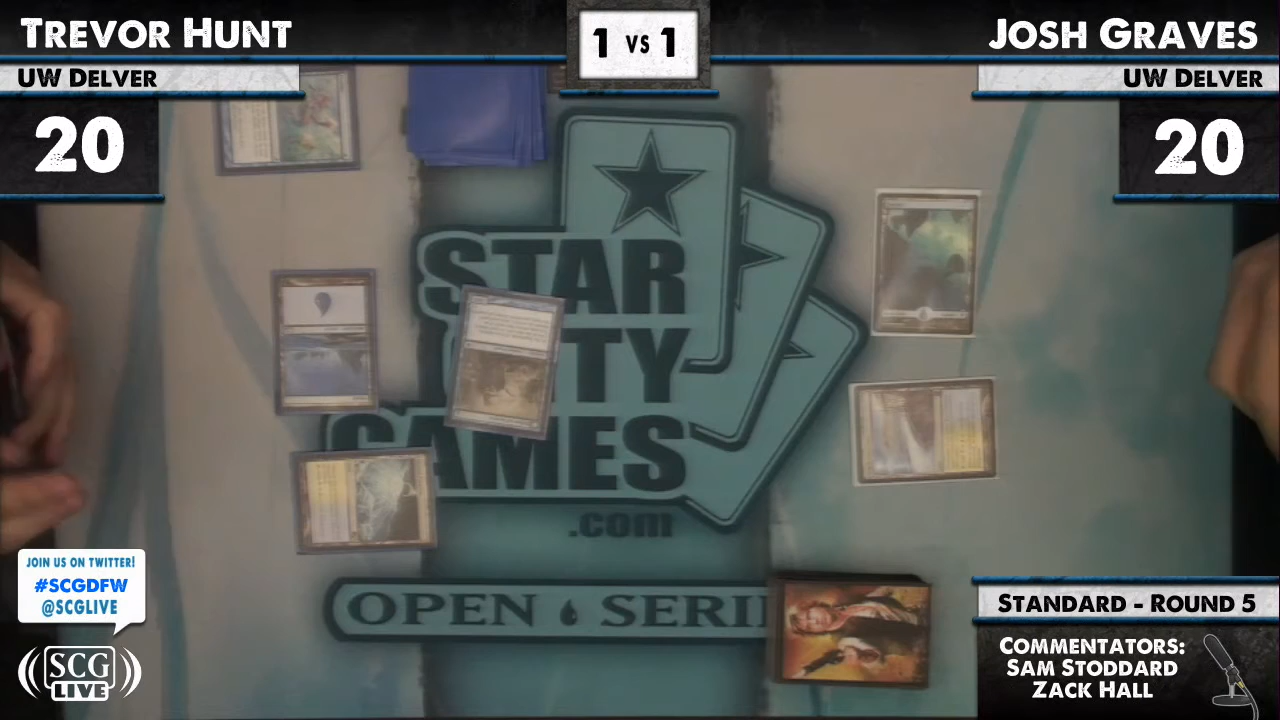 TREVOR HUNT
1 VS 1
JOSH GRAVES
UW DELVER
UW DELVER
20
20
STAR
CITY
GAMES
.com
JOIN US ON TWITTER!
#SCGDFW
@SCGLIVE
OPEN SERI
STANDARD - ROUND 5
COMMENTATORS:
SAM STODDARD
ZACK HALL
SCG
LIVE